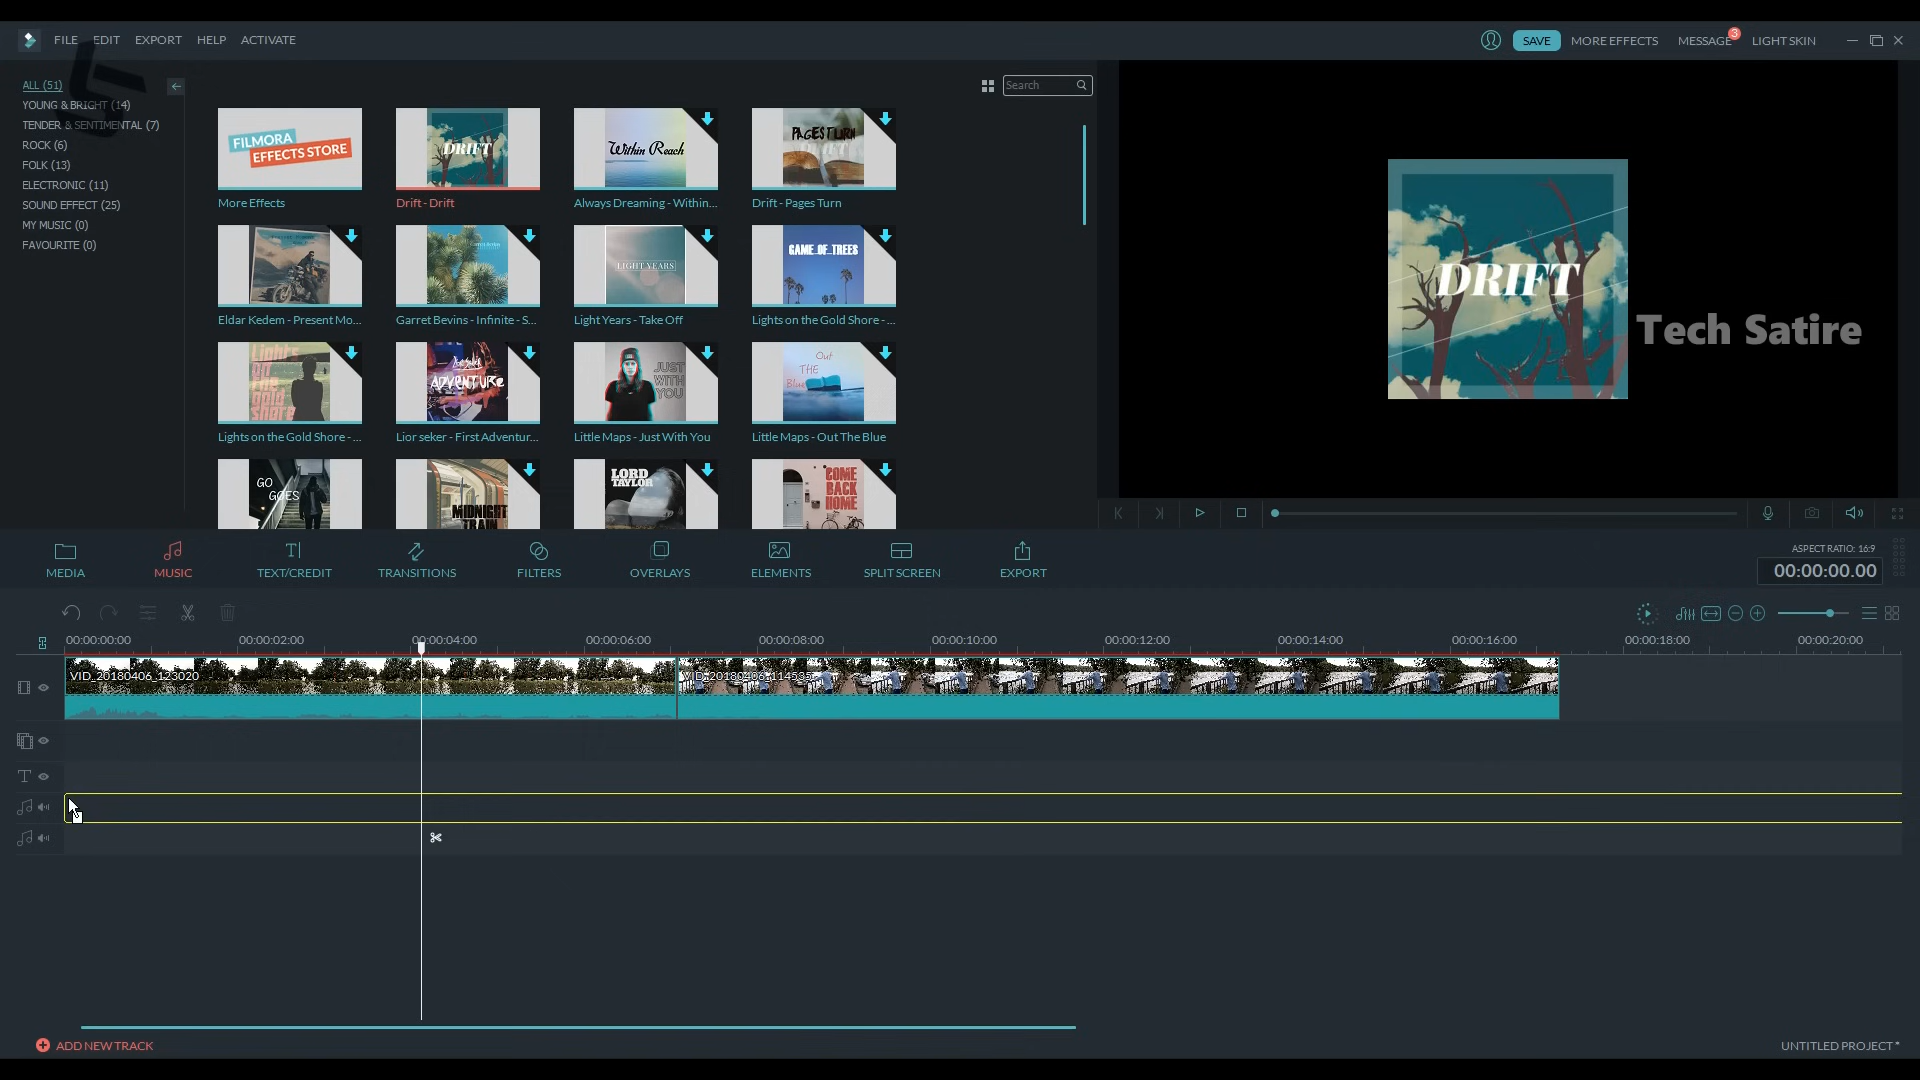 FILE EDIT EXPORT HELP ACTIVATE
SAVE MORE EFFECTS MESSAGE 3 LIGHT SKIN
ALL (51)
YOUNG & BRIGHT (14)
TENDER & SENTIMENTAL (7)
ROCK (6)
FOLK (13)
ELECTRONIC (11)
SOUND EFFECT (25)
MY MUSIC (0)
FAVOURITE (0)
Search
FILMORA
EFFECTS STORE
DRIFT
Within Reach
PAGES TURN
More Effects
Drift - Drift
Always Dreaming - Within...
Drift - Pages Turn
LIGHT YEARS
GAME OF TREES
Eldar Kedem - Present Mo...
Garret Bevins - Infinite - S...
Light Years - Take Off
Lights on the Gold Shore - ...
Lights
on
the
gold
shore
ADVENTURE
JUST
WITH
YOU
Out
THE
Blue
Lights on the Gold Shore - ...
Lior seker - First Adventur...
Little Maps - Just With You
Little Maps - Out The Blue
GO
GOES
MIDNIGHT
TRAIN
LORD
TAYLOR
COME
BACK
HOME
DRIFT
Tech Satire
MEDIA
MUSIC
TEXT/CREDIT
TRANSITIONS
FILTERS
OVERLAYS
ELEMENTS
SPLIT SCREEN
EXPORT
ASPECT RATIO: 16:9
00:00:00.00
00:00:00:00 00:00:02:00 00:00:04:00 00:00:06:00 00:00:08:00 00:00:10:00 00:00:12:00 00:00:14:00 00:00:16:00 00:00:18:00 00:00:20:00
VID_20180406_123020
VID_20180406_114535
ADD NEW TRACK
UNTITLED PROJECT *